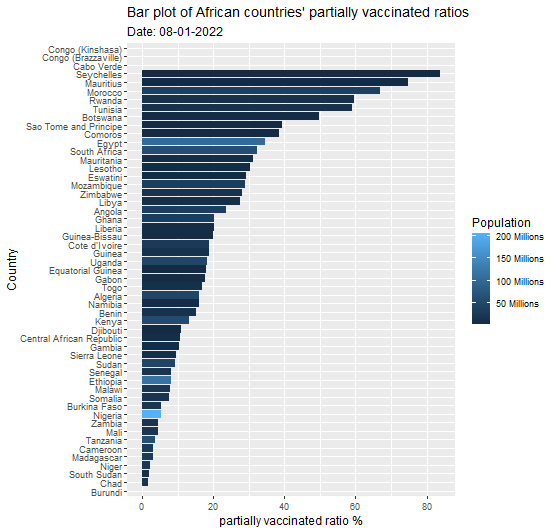 Bar plot of African countries' partially vaccinated ratios
Date: 08-01-2022
Country
Congo (Kinshasa)
Congo (Brazzaville)
Cabo Verde
Seychelles
Mauritius
Morocco
Rwanda
Tunisia
Botswana
Sao Tome and Principe
Comoros
Egypt
South Africa
Mauritania
Lesotho
Eswatini
Mozambique
Zimbabwe
Libya
Angola
Ghana
Liberia
Guinea-Bissau
Cote d'Ivoire
Guinea
Uganda
Equatorial Guinea
Gabon
Togo
Algeria
Namibia
Benin
Kenya
Djibouti
Central African Republic
Gambia
Sierra Leone
Sudan
Senegal
Ethiopia
Malawi
Somalia
Burkina Faso
Nigeria
Zambia
Mali
Tanzania
Cameroon
Madagascar
Niger
South Sudan
Chad
Burundi
0 20 40 60 80
partially vaccinated ratio %
Population
200 Millions
150 Millions
100 Millions
50 Millions